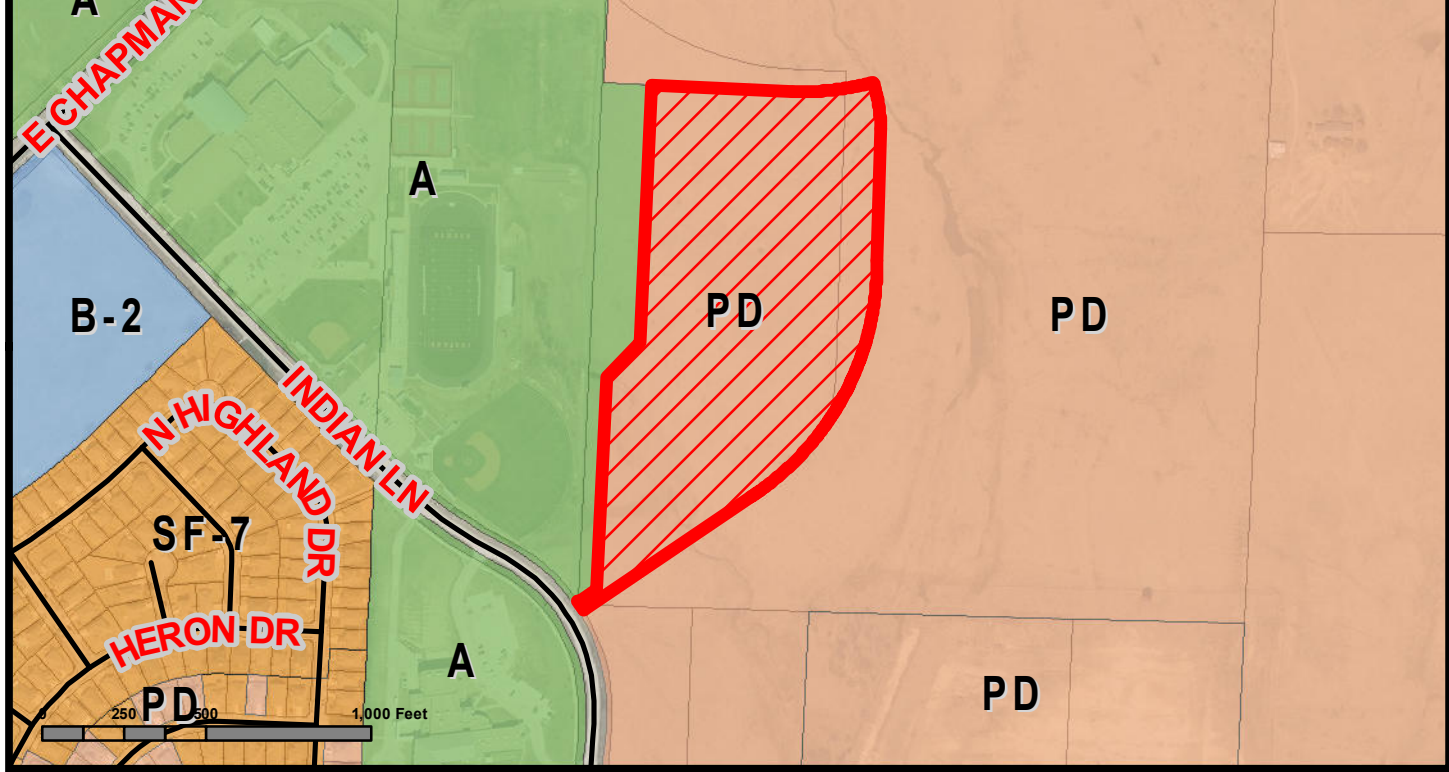 A
E CHAPMAN
A
B-2
PD
PD
INDIAN LN
N HIGHLAND DR
SF-7
HERON DR
A
PD
PD
0 250 500 1,000 Feet